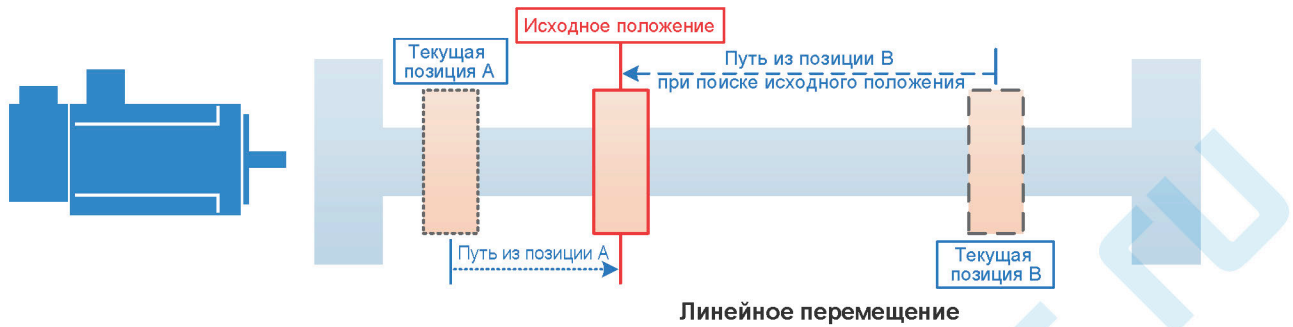 Исходное положение
Текущая
позиция А
Путь из позиции В
при поиске исходного положения
Путь из позиции А
Текущая
позиция В
Линейное перемещение